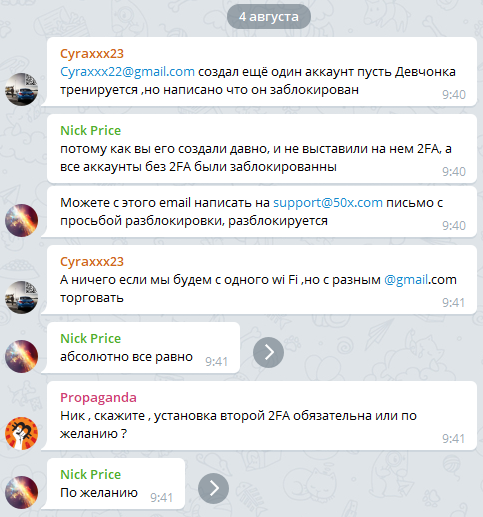 4 августа
Cyraxxx23
Cyraxxx22@gmail.com создал ещё один аккаунт пусть Девчонка
тренируется ,но написано что он заблокирован
9:40
Nick Price
потому как вы его создали давно, и не выставили на нем 2FA, а
все аккаунты без 2FA были заблокированны
9:40
Можете с этого email написать на support@50x.com письмо с
просьбой разблокировки, разблокируется
9:40
Cyraxxx23
А ничего если мы будем с одного wi Fi ,но с разным @gmail.com
торговать
9:41
Nick Price
абсолютно все равно 9:41
Propaganda
Ник , скажите , установка второй 2FA обязательна или по
желанию ?
9:41
Nick Price
По желанию 9:41